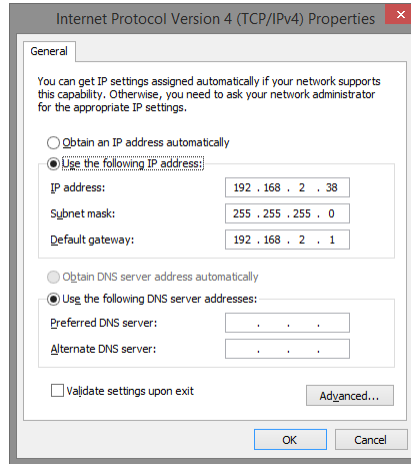 Internet Protocol Version 4 (TCP/IPv4) Properties
General
You can get IP settings assigned automatically if your network supports
this capability. Otherwise, you need to ask your network administrator
for the appropriate IP settings.
Obtain an IP address automatically
Use the following IP address:
IP address: 192 . 168 . 2 . 38
Subnet mask: 255 . 255 . 255 . 0
Default gateway: 192 . 168 . 2 . 1
Obtain DNS server address automatically
Use the following DNS server addresses:
Preferred DNS server: . . .
Alternate DNS server: . . .
Validate settings upon exit
Advanced...
OK Cancel